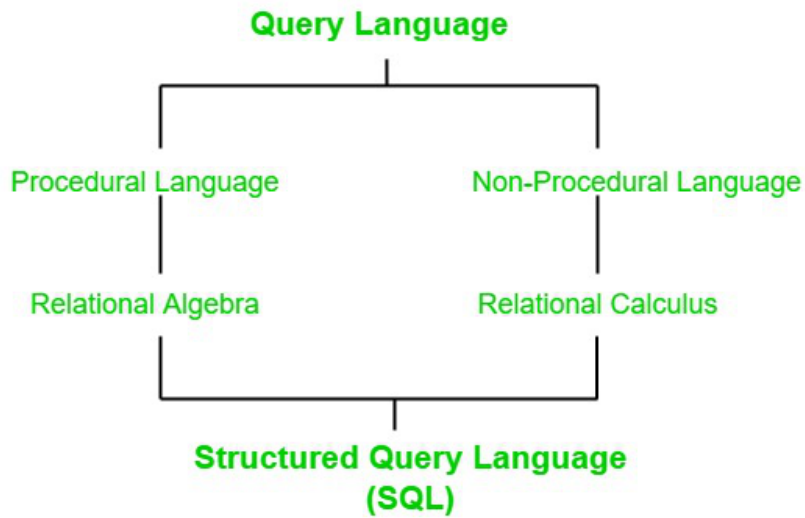 Query Language
Procedural Language
Non-Procedural Language
Relational Algebra
Relational Calculus
Structured Query Language
(SQL)